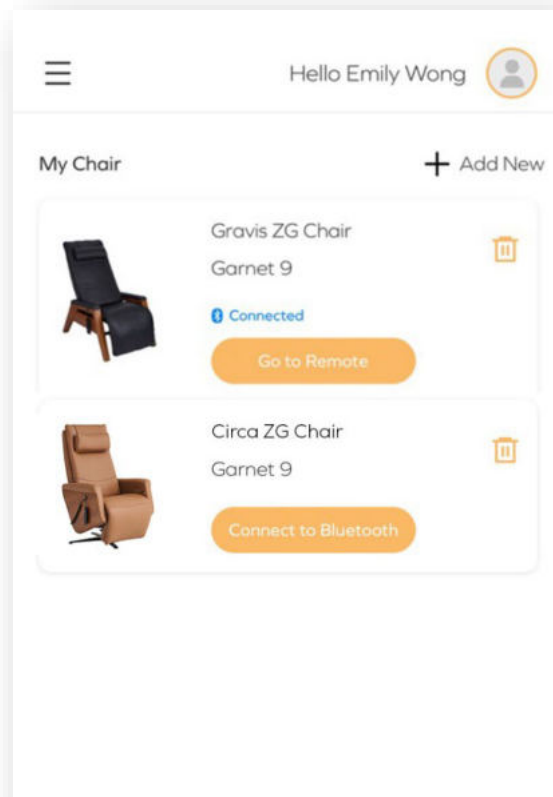 Hello Emily Wong
My Chair
Add New
Gravis ZG Chair
Garnet 9
Connected
Go to Remote
Circa ZG Chair
Garnet 9
Connect to Bluetooth